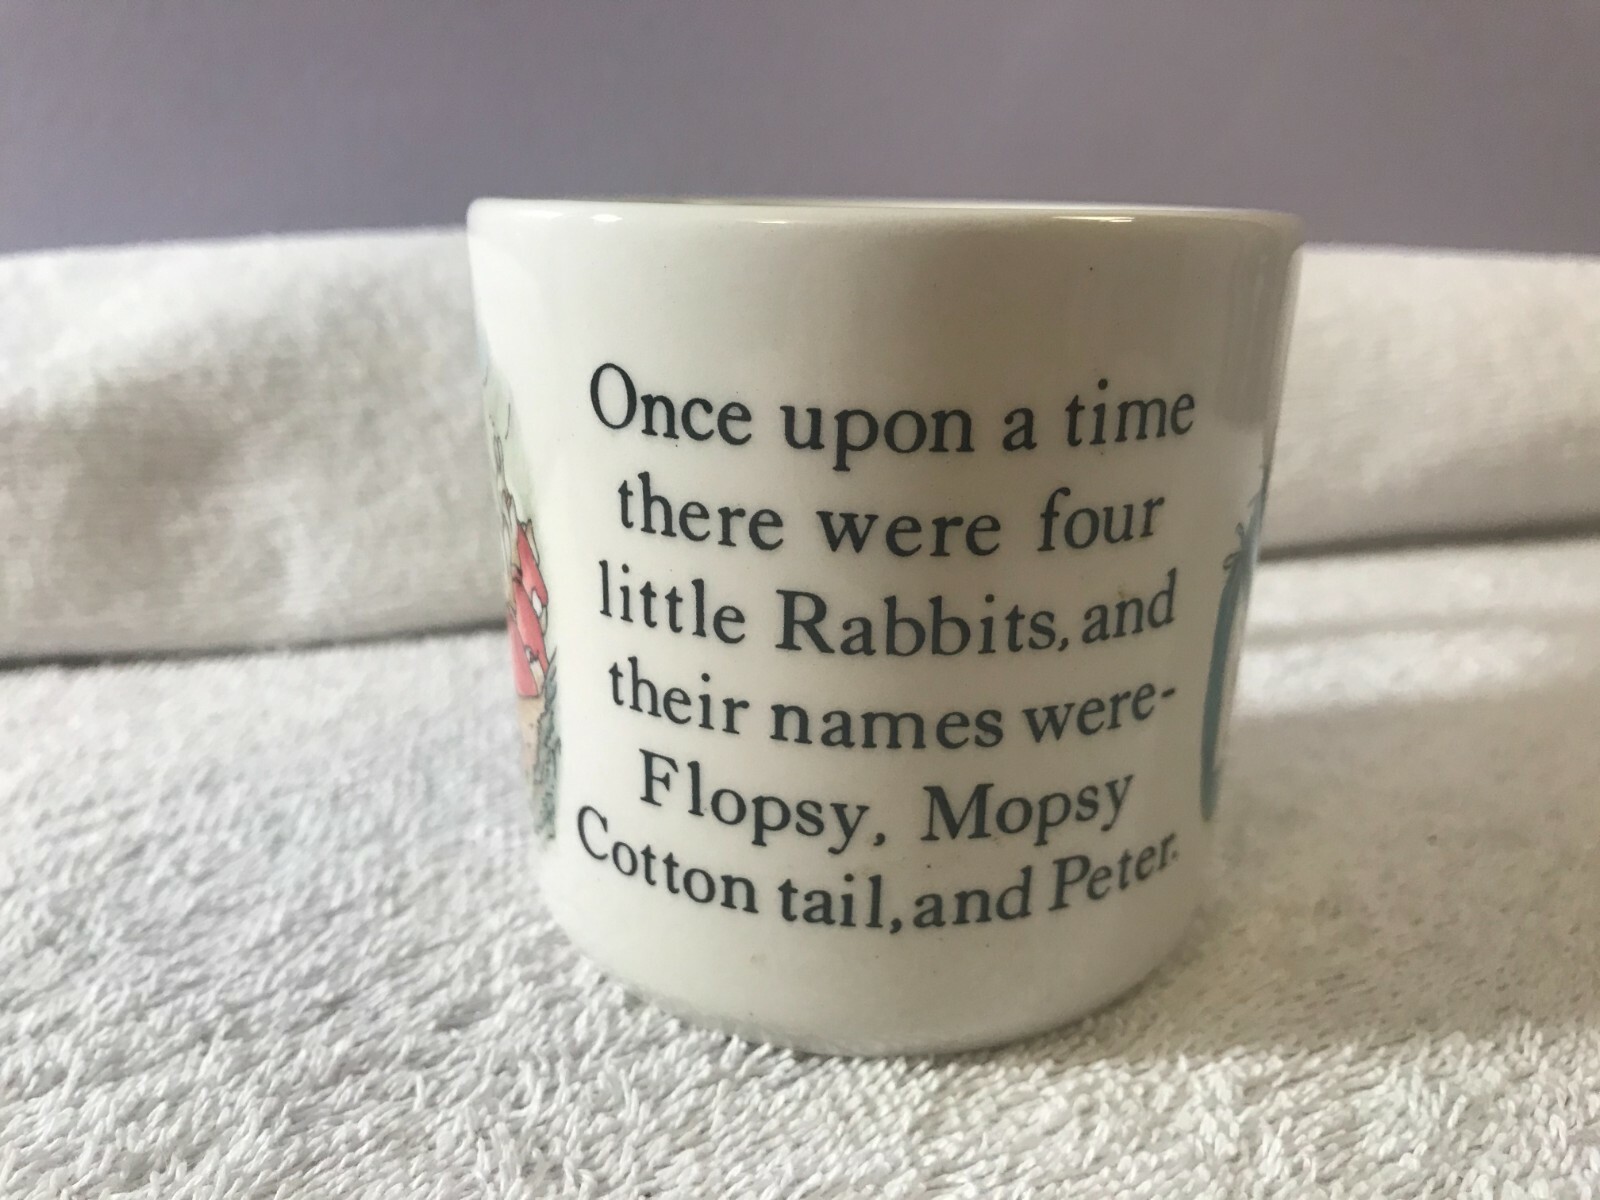 Once upon a time
there were four
little Rabbits, and
their names were-
Flopsy, Mopsy
Cotton tail, and Peter.